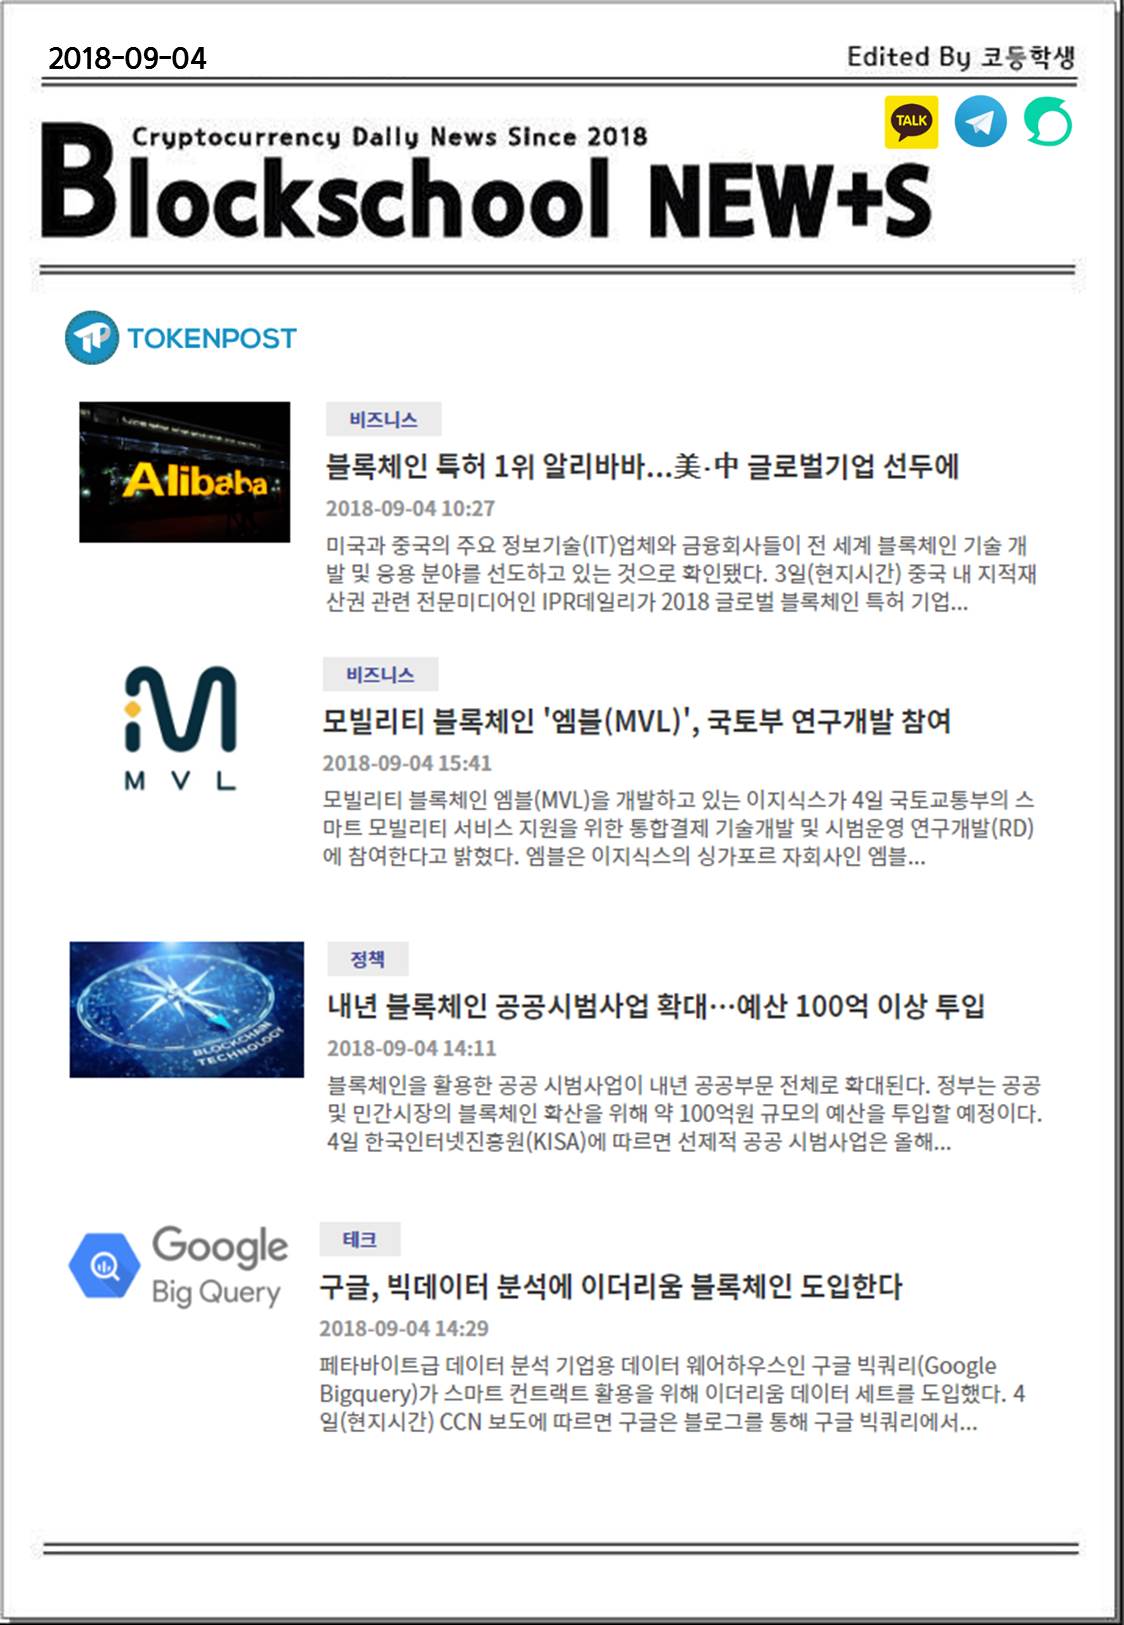 2018-09-04
Edited By 코등학생
TALK
Cryptocurrency Daily News Since 2018
Blockschool NEW+S
TOKENPOST
Alibaba
비즈니스
블록체인 특허 1위 알리바바...美·中 글로벌기업 선두에
2018-09-04 10:27
미국과 중국의 주요 정보기술(IT)업체와 금융회사들이 전 세계 블록체인 기술 개
발 및 응용 분야를 선도하고 있는 것으로 확인됐다. 3일(현지시간) 중국 내 지적재
산권 관련 전문미디어인 IPR데일리가 2018 글로벌 블록체인 특허 기업...
MVL
비즈니스
모빌리티 블록체인 '엠블(MVL)', 국토부 연구개발 참여
2018-09-04 15:41
모빌리티 블록체인 엠블(MVL)을 개발하고 있는 이지식스가 4일 국토교통부의 스
마트 모빌리티 서비스 지원을 위한 통합결제 기술개발 및 시범운영 연구개발(RD)
에 참여한다고 밝혔다. 엠블은 이지식스의 싱가포르 자회사인 엠블...
BLOCKCHAIN
TECHNOLOGY
정책
내년 블록체인 공공시범사업 확대…예산 100억 이상 투입
2018-09-04 14:11
블록체인을 활용한 공공 시범사업이 내년 공공부문 전체로 확대된다. 정부는 공공
및 민간시장의 블록체인 확산을 위해 약 100억원 규모의 예산을 투입할 예정이다.
4일 한국인터넷진흥원(KISA)에 따르면 선제적 공공 시범사업은 올해...
Google
Big Query
테크
구글, 빅데이터 분석에 이더리움 블록체인 도입한다
2018-09-04 14:29
페타바이트급 데이터 분석 기업용 데이터 웨어하우스인 구글 빅쿼리(Google
Bigquery)가 스마트 컨트랙트 활용을 위해 이더리움 데이터 세트를 도입했다. 4
일(현지시간) CCN 보도에 따르면 구글은 블로그를 통해 구글 빅쿼리에서...